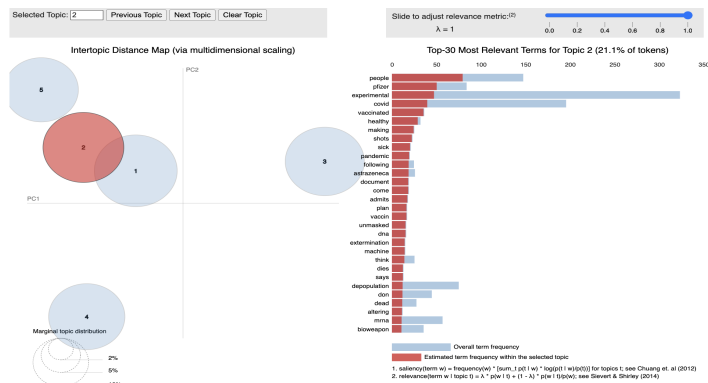 Selected Topic: 2 Previous Topic Next Topic Clear Topic
Slide to adjust relevance metric:(2)
λ = 1
0.0 0.2 0.4 0.6 0.8 1.0
Intertopic Distance Map (via multidimensional scaling)
PC2
PC1
5
2
1
3
4
Marginal topic distribution
2%
5%
Top-30 Most Relevant Terms for Topic 2 (21.1% of tokens)
0 50 100 150 200 250 300 350
people
pfizer
experimental
covid
vaccinated
healthy
making
shots
sick
pandemic
following
astrazeneca
document
come
admits
plan
vaccin
unmasked
dna
extermination
machine
think
dies
says
depopulation
don
dead
altering
mrna
bioweapon
Overall term frequency
Estimated term frequency within the selected topic
1. saliency(term w) = frequency(w) * [sum_t p(t | w) * log(p(t | w)/p(t))] for topics t; see Chuang et. al (2012)
2. relevance(term w | topic t) = λ * p(w | t) + (1 - λ) * p(w | t)/p(w); see Sievert & Shirley (2014)